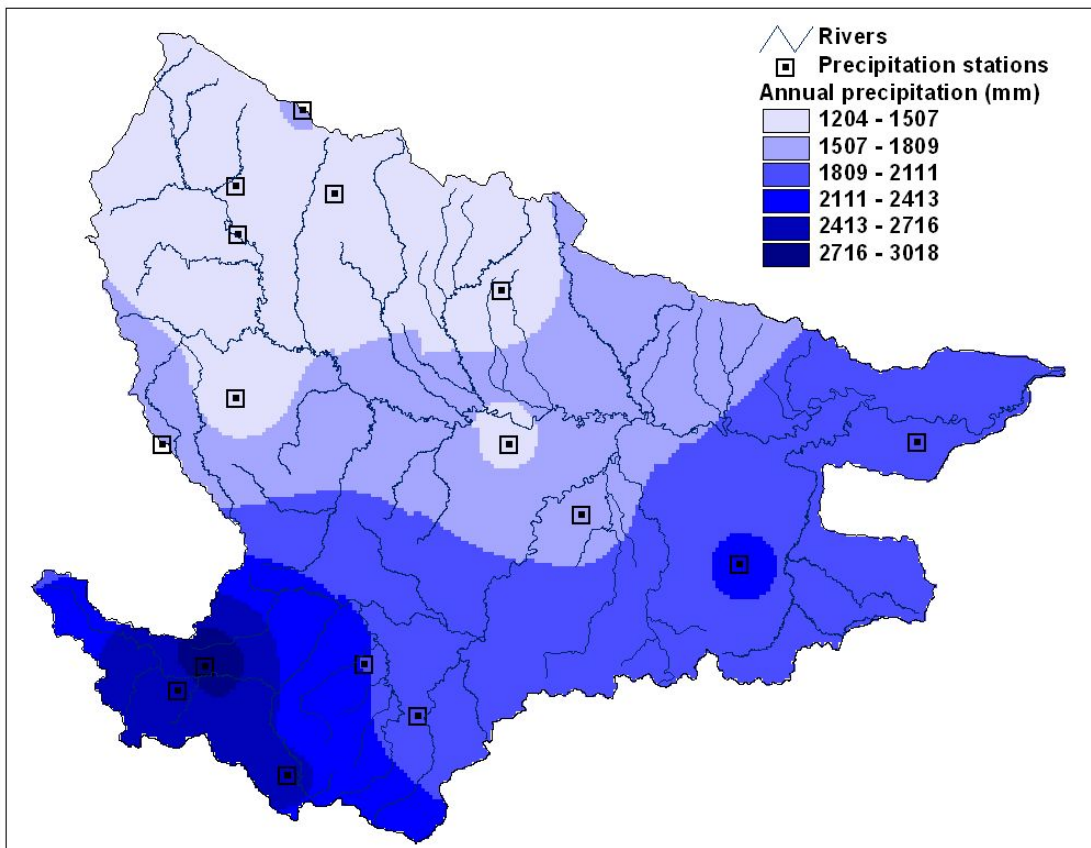 Rivers
Precipitation stations
Annual precipitation (mm)
1204 - 1507
1507 - 1809
1809 - 2111
2111 - 2413
2413 - 2716
2716 - 3018